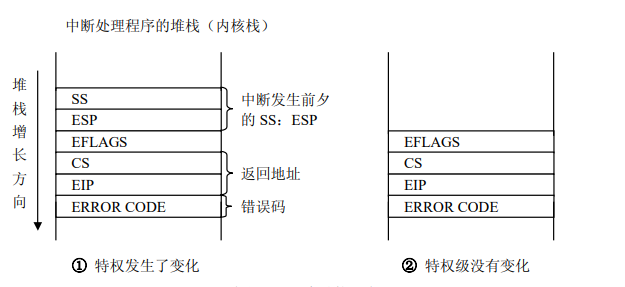 中断处理程序的堆栈（内核栈）
堆栈增长方向
SS
ESP
EFLAGS
CS
EIP
ERROR CODE
中断发生前夕
的 SS：ESP
返回地址
错误码
① 特权发生了变化
EFLAGS
CS
EIP
ERROR CODE
② 特权级没有变化